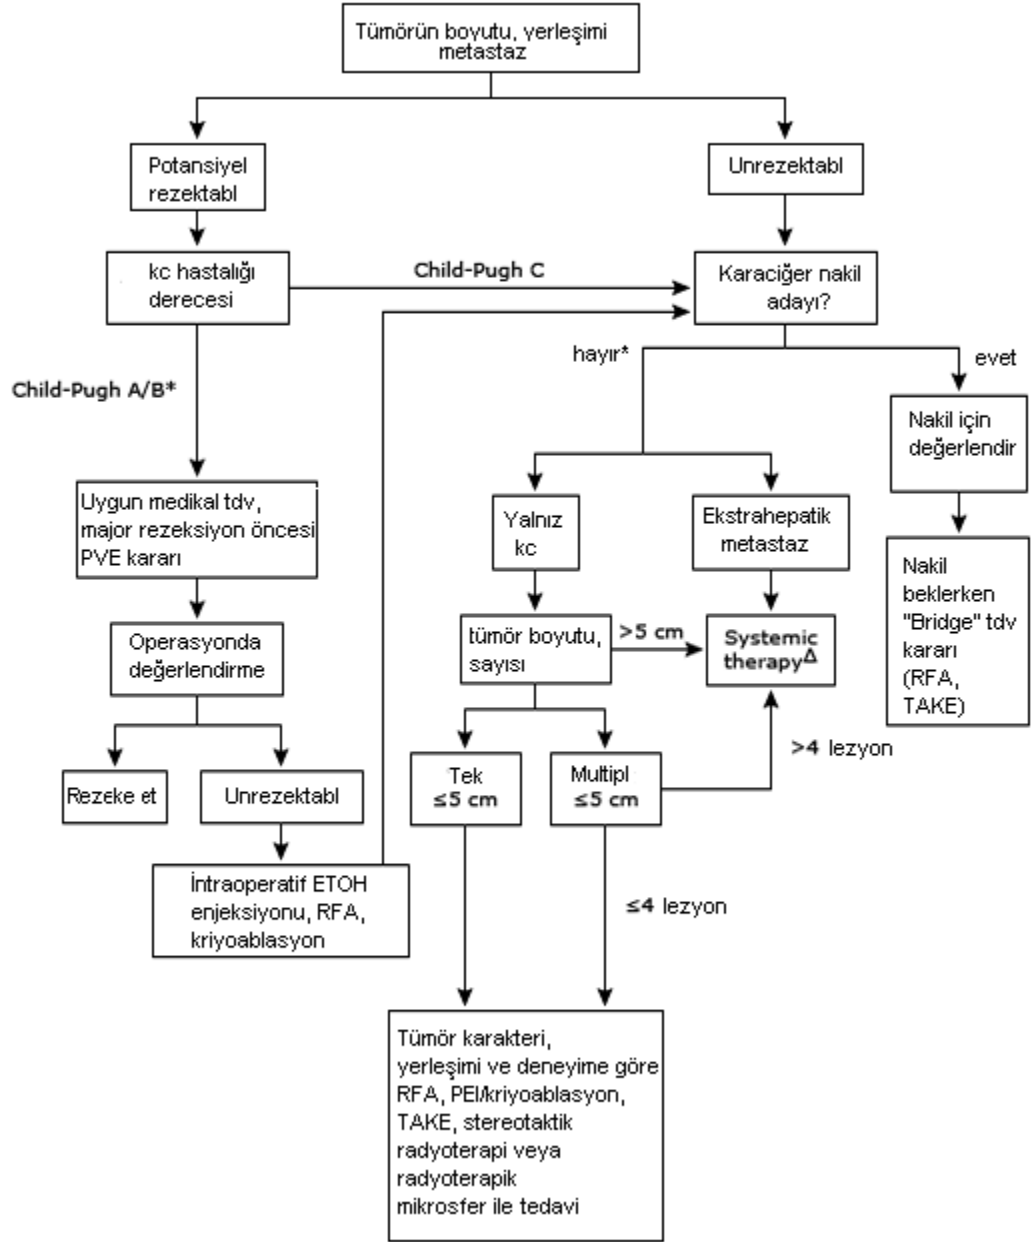 Tümörün boyutu, yerleşimi
metastaz
Potansiyel
rezektabl
Unrezektabl
kc hastalığı
derecesi
Child-Pugh C
Karaciğer nakil
adayı?
Child-Pugh A/B*
hayır*
evet
Nakil için
değerlendir
Uygun medikal tdv,
major rezeksiyon öncesi
PVE kararı
Yalnız
kc
Ekstrahepatik
metastaz
Nakil
beklerken
"Bridge" tdv
kararı
(RFA,
TAKE)
Operasyonda
değerlendirme
tümör boyutu,
sayısı
>5 cm
Systemic
therapyΔ
Rezeke et
Unrezektabl
Tek
≤5 cm
Multipl
≤5 cm
>4 lezyon
İntraoperatif ETOH
enjeksiyonu, RFA,
kriyoablasyon
≤4 lezyon
Tümör karakteri,
yerleşimi ve deneyime göre
RFA, PEI/kriyoablasyon,
TAKE, stereotaktik
radyoterapi veya
radyoterapik
mikrosfer ile tedavi